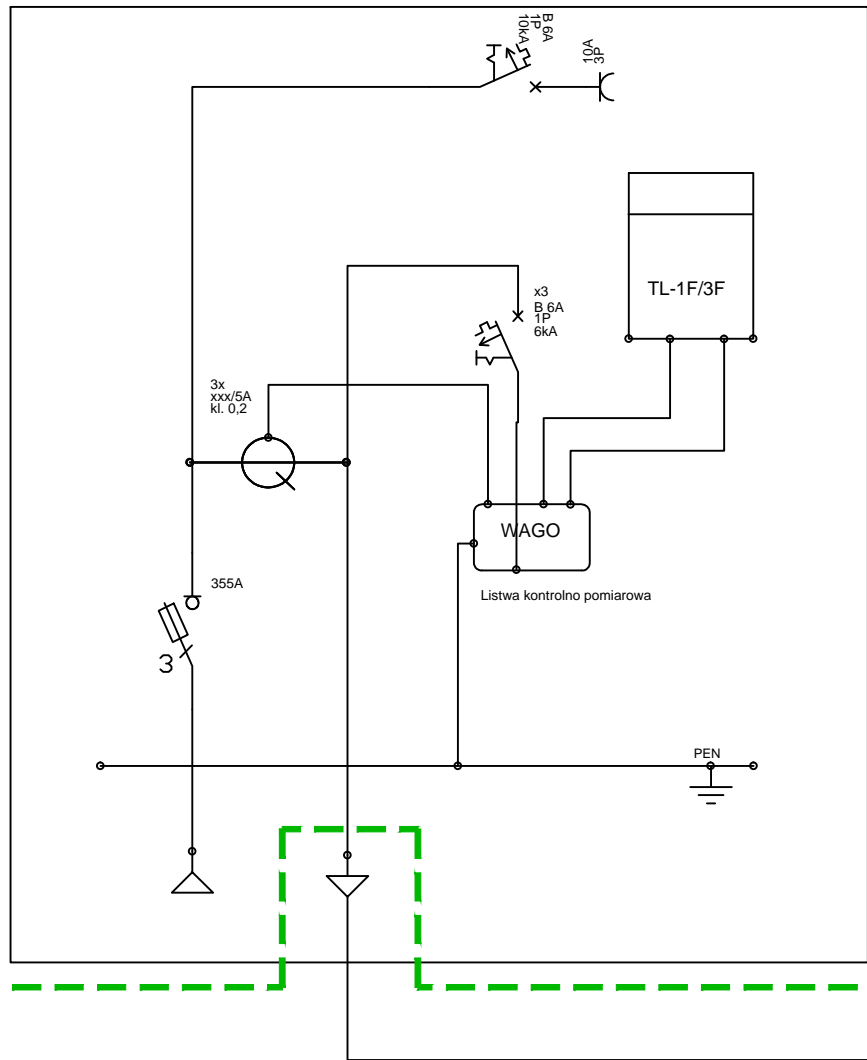 B 6A
1P
10kA
10A
3P
TL-1F/3F
x3
B 6A
1P
6kA
3x
xxx/5A
kl. 0,2
WAGO
Listwa kontrolno pomiarowa
355A
3
PEN